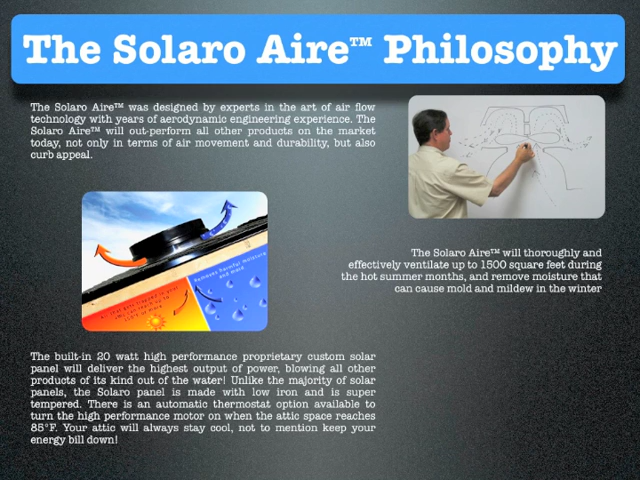 The Solaro Aire™ Philosophy
The Solaro Aire™ was designed by experts in the art of air flow
technology with years of aerodynamic engineering experience. The
Solaro Aire™ will out-perform all other products on the market
today, not only in terms of air movement and durability, but also
curb appeal.
Removes harmful moisture
and mold
The Solaro Aire™ will thoroughly and
effectively ventilate up to 1500 square feet during
the hot summer months, and remove moisture that
can cause mold and mildew in the winter
The built-in 20 watt high performance proprietary custom solar
panel will deliver the highest output of power, blowing all other
products of its kind out of the water! Unlike the majority of solar
panels, the Solaro panel is made with low iron and is super
tempered. There is an automatic thermostat option available to
turn the high performance motor on when the attic space reaches
85°F. Your attic will always stay cool, not to mention keep your
energy bill down!